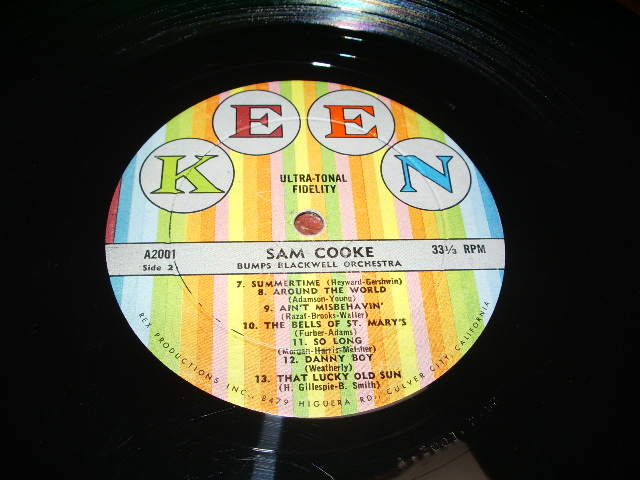 KEEN
ULTRA-TONAL
FIDELITY
A2001 SAM COOKE 33⅓ RPM
Side 2 BUMPS BLACKWELL ORCHESTRA
7. SUMMERTIME (Heyward-Gershwin)
8. AROUND THE WORLD
(Adamson-Young)
9. AIN'T MISBEHAVIN'
(Razaf-Brooks-Waller)
10. THE BELLS OF ST. MARY'S
(Furber-Adams)
11. SO LONG
(Morgan-Harris-Melsher)
12. DANNY BOY
(Weatherly)
13. THAT LUCKY OLD SUN
(H. Gillespie-B. Smith)
REX PRODUCTIONS INC., 8479 HIGUERA RD., CULVER CITY, CALIFORNIA